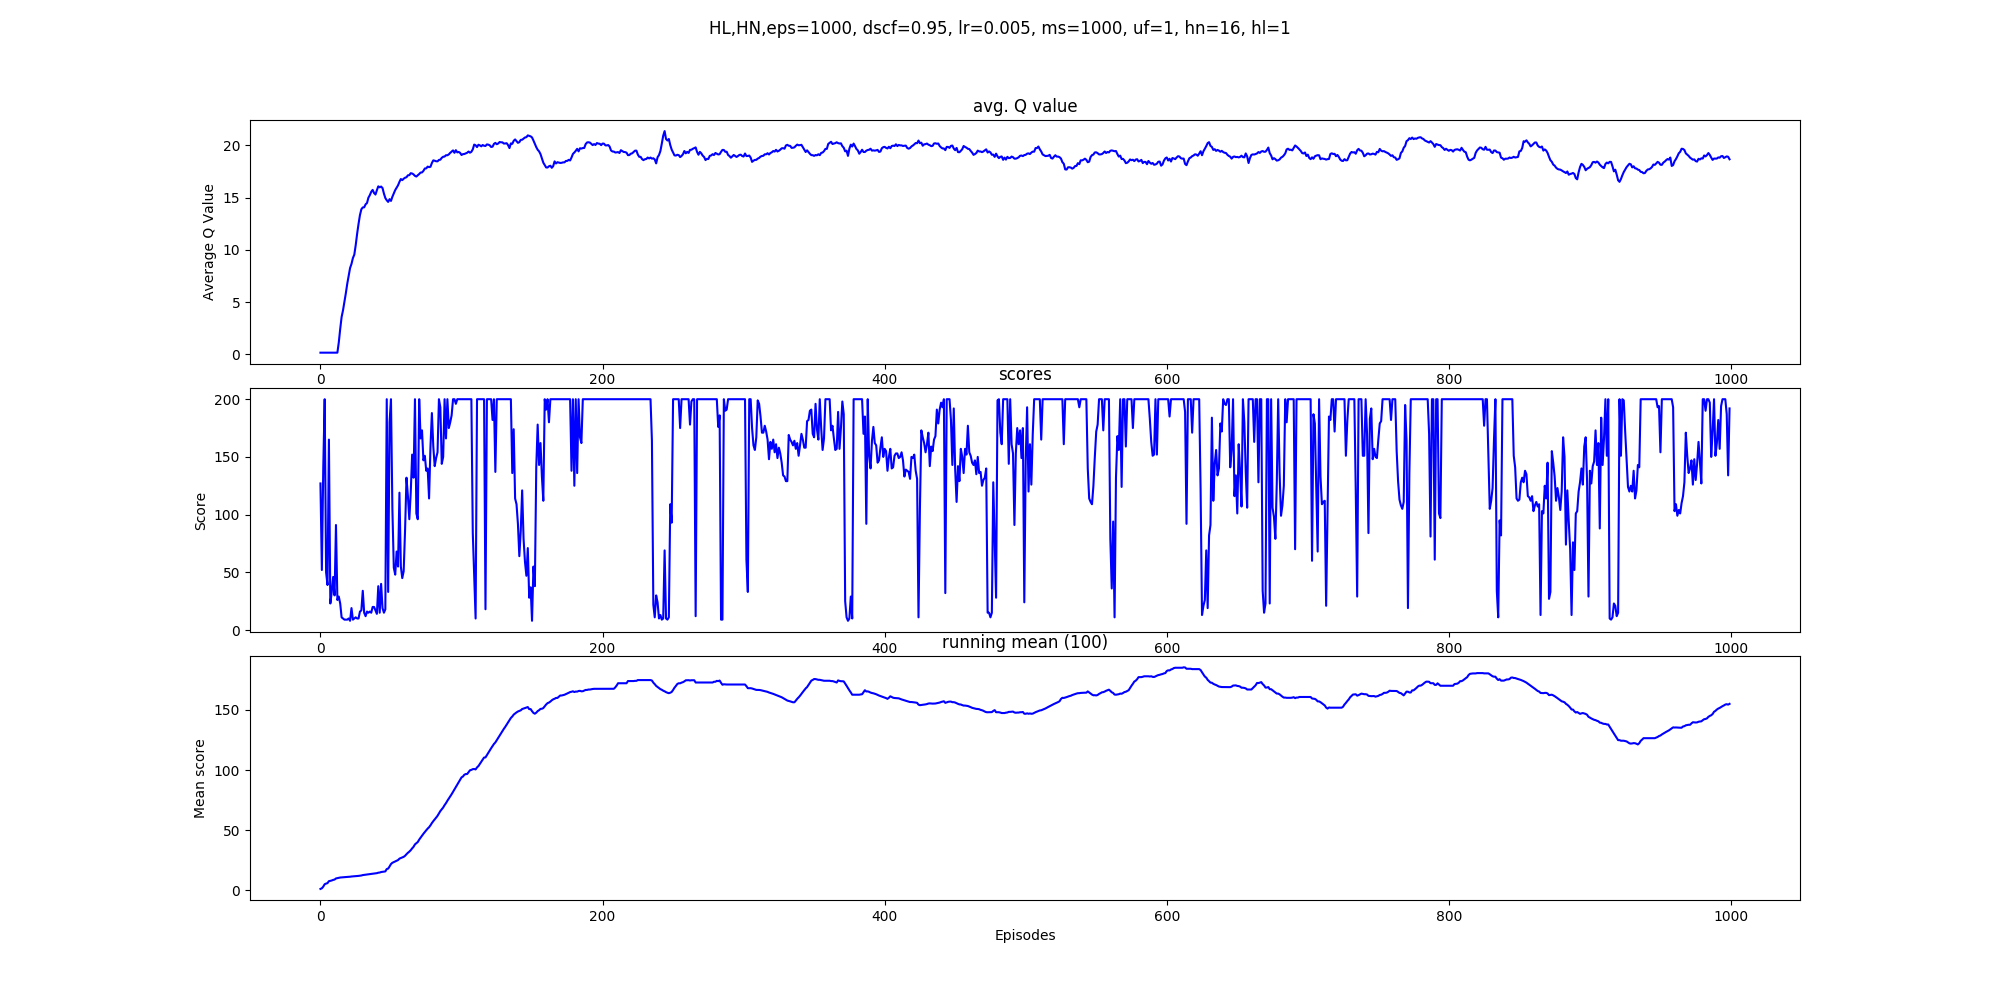 HL,HN,eps=1000, dscf=0.95, lr=0.005, ms=1000, uf=1, hn=16, hl=1
avg. Q value
Average Q Value
20
15
10
5
0
0 200 400 600 800 1000
scores
Score
200
150
100
50
0
0 200 400 600 800 1000
running mean (100)
Mean score
150
100
50
0
0 200 400 600 800 1000
Episodes